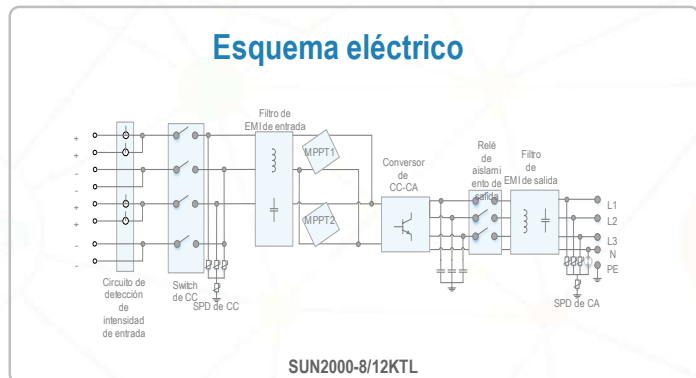 Esquema eléctrico
Filtro de
EMI de entrada
MPPT1
MPPT2
Conversor
de
CC-CA
Relé
de
aislami
ento de
salida
Filtro
de
EMI de salida
+
+
-
-
+
+
-
-
L1
L2
L3
N
PE
Circuito de
detección
de
intensidad
de entrada
Switch
de CC
SPD de CC
SPD de CA
SUN2000-8/12KTL